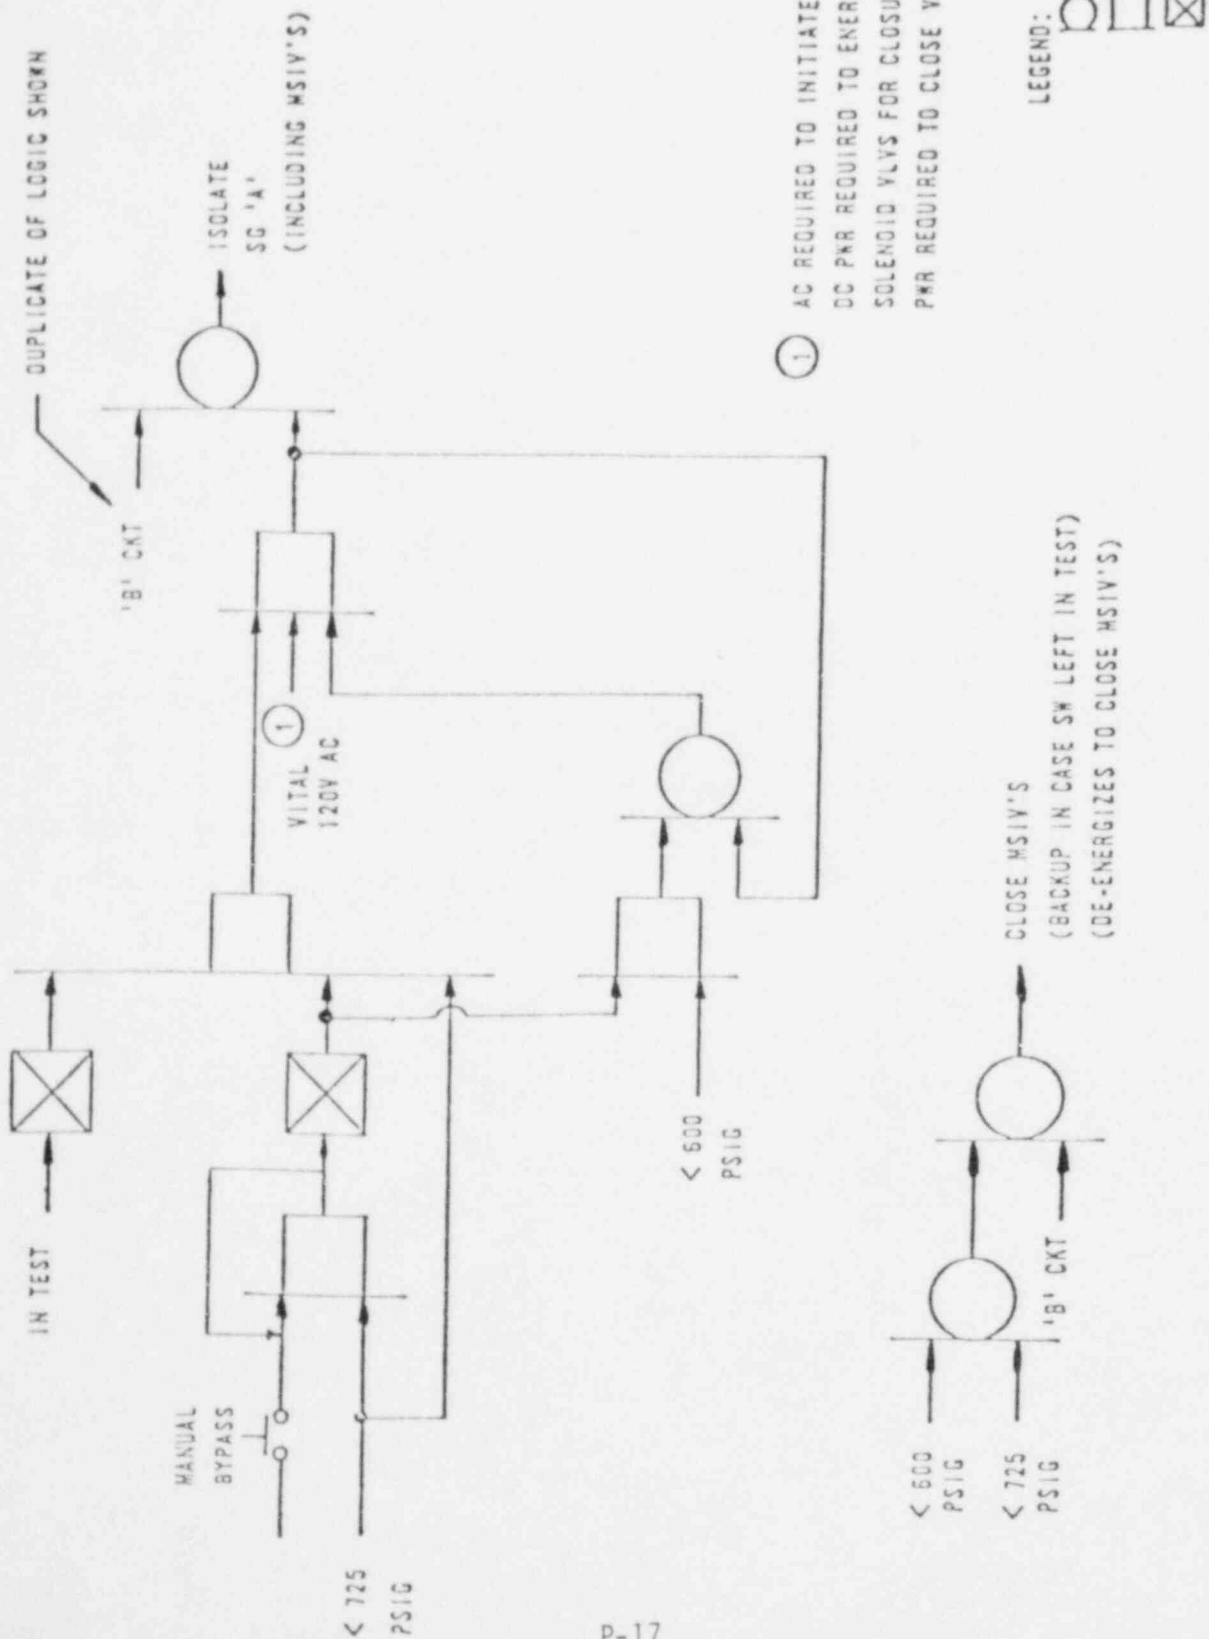 DUPLICATE OF LOGIC SHOWN
'B' CKT
ISOLATE
SG 'A'
(INCLUDING MSIV'S)
IN TEST
1
VITAL
120V AC
MANUAL
BYPASS
< 725
PSIG
< 600
PSIG
1
AC REQUIRED TO INITIATE
DC PWR REQUIRED TO ENER
SOLENOID VLVS FOR CLOSU
PWR REQUIRED TO CLOSE V
LEGEND:
< 600
PSIG
< 725
PSIG
'B' CKT
CLOSE MSIV'S
(BACKUP IN CASE SW LEFT IN TEST)
(DE-ENERGIZES TO CLOSE MSIV'S)
P-17